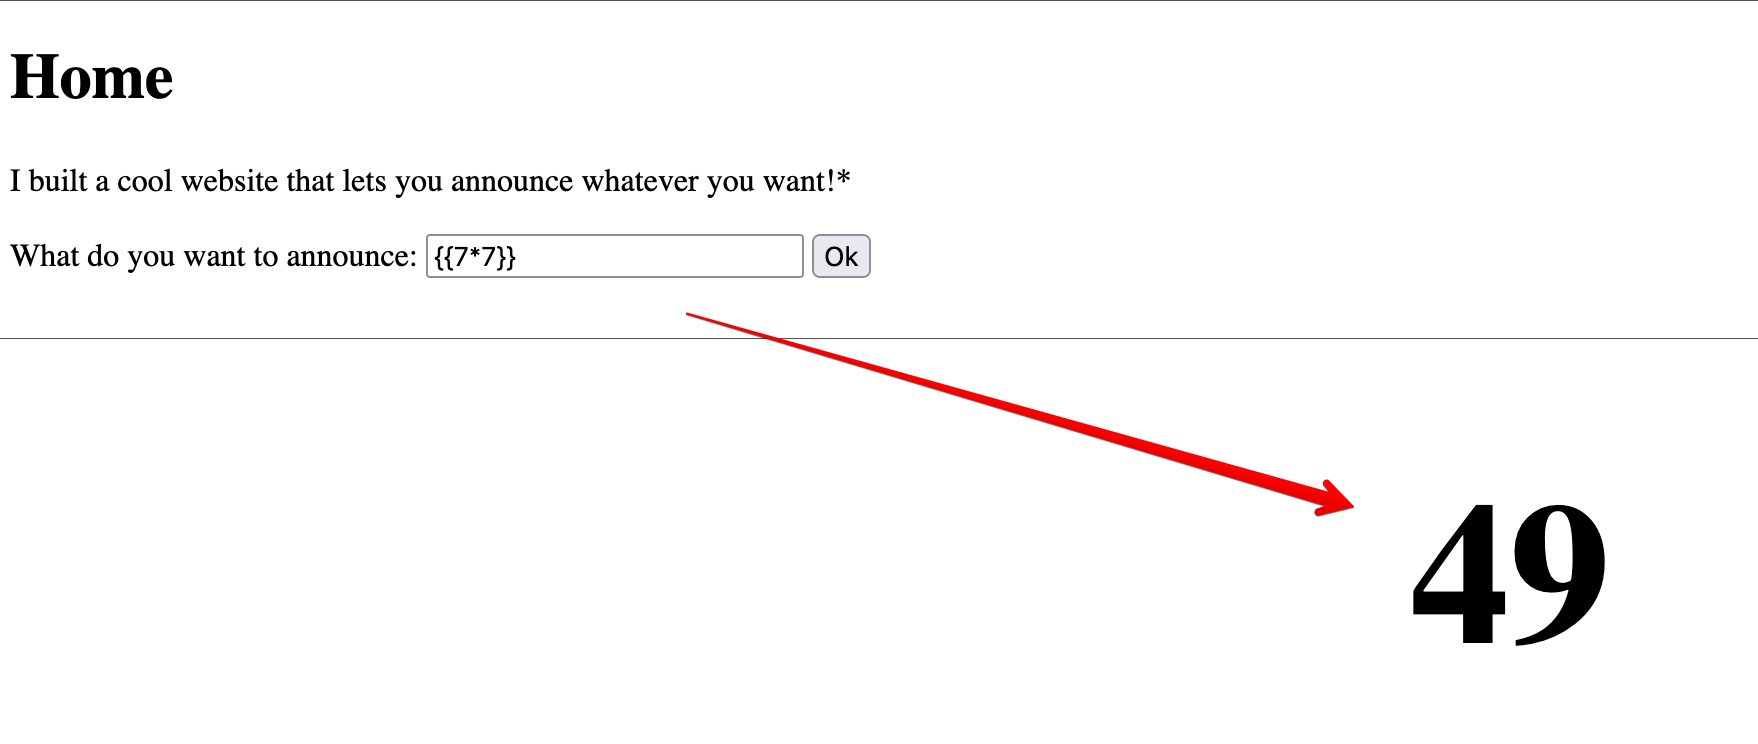 Home
I built a cool website that lets you announce whatever you want!*
What do you want to announce: {{7*7}} Ok
49